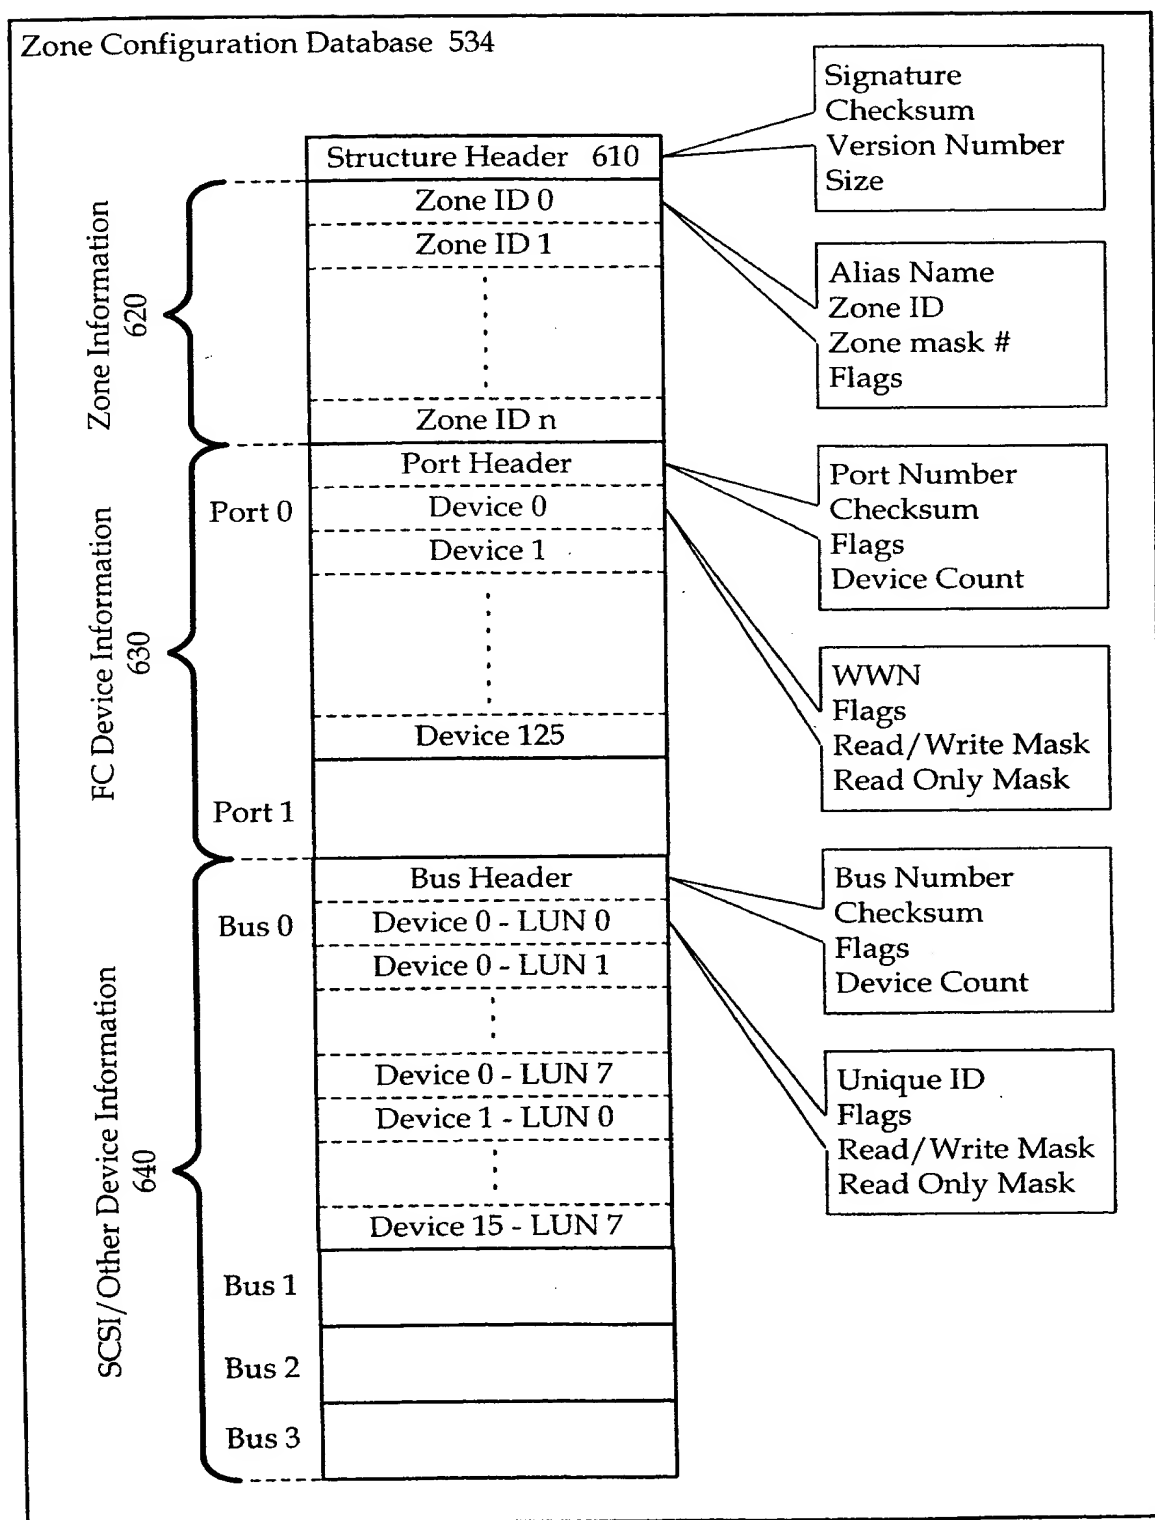 Zone Configuration Database 534
Structure Header 610
Signature
Checksum
Version Number
Size
Zone Information
620
Zone ID 0
Zone ID 1
Zone ID n
Alias Name
Zone ID
Zone mask #
Flags
FC Device Information
630
Port 0
Port Header
Device 0
Device 1
Device 125
Port 1
Port Number
Checksum
Flags
Device Count
WWN
Flags
Read/Write Mask
Read Only Mask
SCSI/Other Device Information
640
Bus 0
Bus Header
Device 0 - LUN 0
Device 0 - LUN 1
Device 0 - LUN 7
Device 1 - LUN 0
Device 15 - LUN 7
Bus 1
Bus 2
Bus 3
Bus Number
Checksum
Flags
Device Count
Unique ID
Flags
Read/Write Mask
Read Only Mask